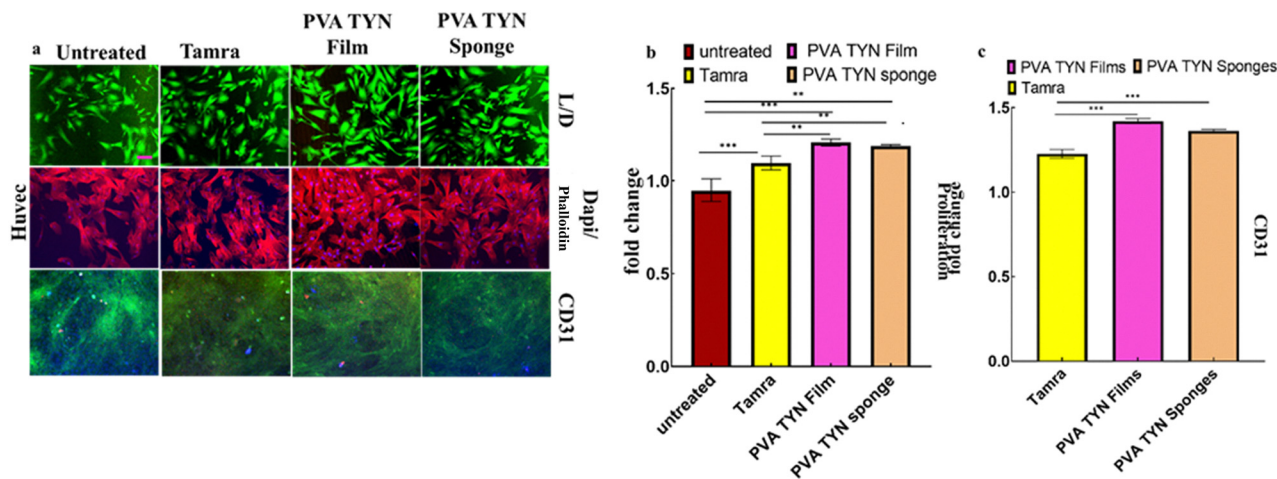 a
Untreated
Tamra
PVA TYN
Film
PVA TYN
Sponge
Huvec
L/D
Dapi/
Phalloidin
CD31
b
untreated
PVA TYN Film
Tamra
PVA TYN sponge
fold change
1.5
1.0
0.5
0.0
**
***
**
**
***
untreated
Tamra
PVA TYN Film
PVA TYN sponge
Proliferation
c
PVA TYN Films
PVA TYN Sponges
Tamra
fold change
1.5
1.0
0.5
0.0
***
***
Tamra
PVA TYN Films
PVA TYN Sponges
CD31